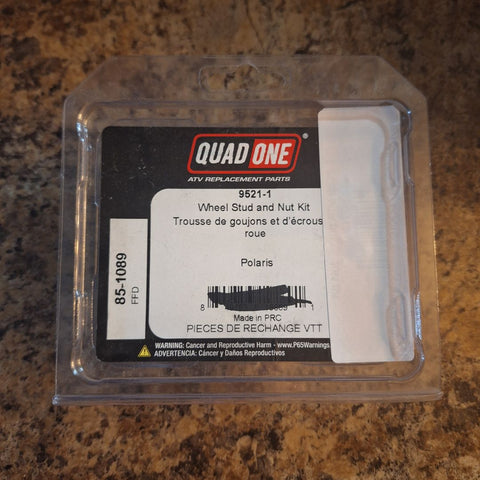 QUAD ONE®
ATV REPLACEMENT PARTS
9521-1
Wheel Stud and Nut Kit
Trousse de goujons et d'écrous
roue
Polaris
85-1089
FFD
8 1
Made in PRC
PIECES DE RECHANGE VTT
WARNING: Cancer and Reproductive Harm - www.P65Warnings.
ADVERTENCIA: Cáncer y Daños Reproductivos